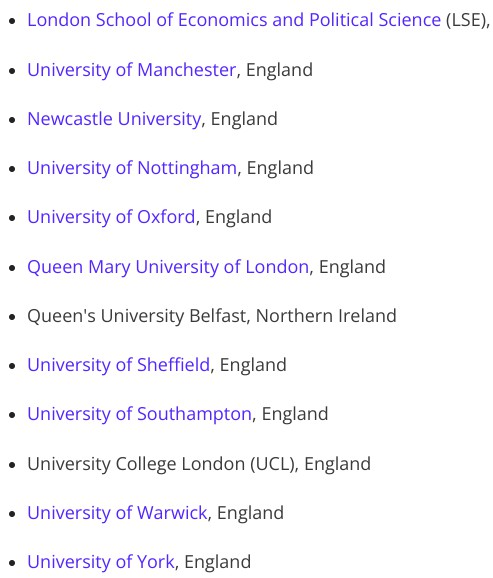 London School of Economics and Political Science (LSE),
University of Manchester, England
Newcastle University, England
University of Nottingham, England
University of Oxford, England
Queen Mary University of London, England
Queen's University Belfast, Northern Ireland
University of Sheffield, England
University of Southampton, England
University College London (UCL), England
University of Warwick, England
University of York, England